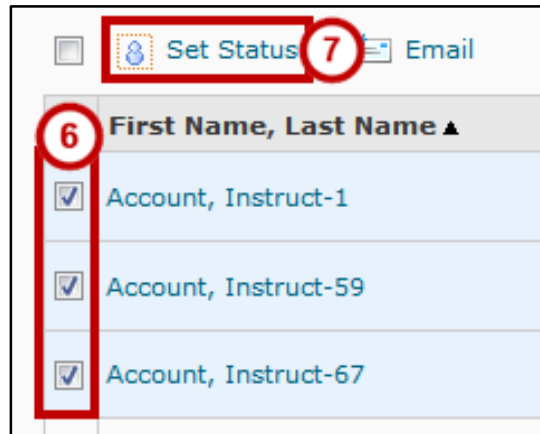 Set Status 7 Email
6 First Name, Last Name ▲
Account, Instruct-1
Account, Instruct-59
Account, Instruct-67